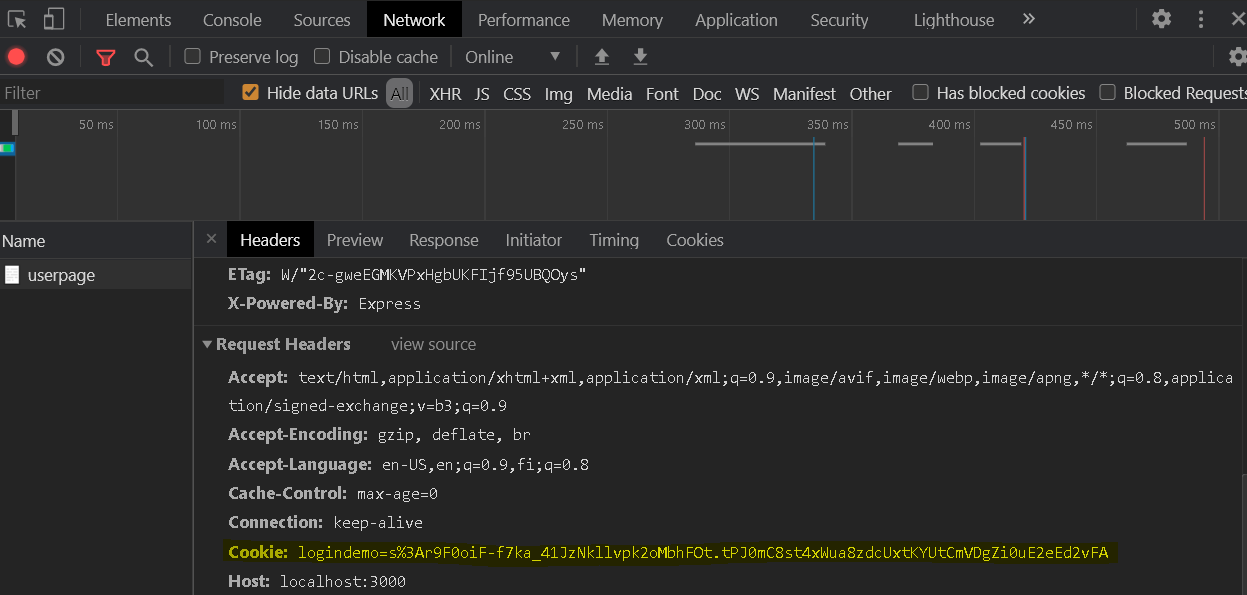 Elements Console Sources Network Performance Memory Application Security Lighthouse »
Preserve log Disable cache Online
Filter Hide data URLs All XHR JS CSS Img Media Font Doc WS Manifest Other Has blocked cookies Blocked Requests
50 ms 100 ms 150 ms 200 ms 250 ms 300 ms 350 ms 400 ms 450 ms 500 ms
Name
userpage
Headers Preview Response Initiator Timing Cookies
ETag: W/"2c-gweEGMKVPxHgbUKFIjf95UBQOys"
X-Powered-By: Express
Request Headers view source
Accept: text/html,application/xhtml+xml,application/xml;q=0.9,image/avif,image/webp,image/apng,*/*;q=0.8,applica
tion/signed-exchange;v=b3;q=0.9
Accept-Encoding: gzip, deflate, br
Accept-Language: en-US,en;q=0.9,fi;q=0.8
Cache-Control: max-age=0
Connection: keep-alive
Cookie: logindemo=s%3Ar9F0oiF-f7ka_41JzNkllvpk2oMbhFOt.tPJ0mC8st4xWua8zdcUxtKYUtCmVDgZi0uE2eEd2vFA
Host: localhost:3000